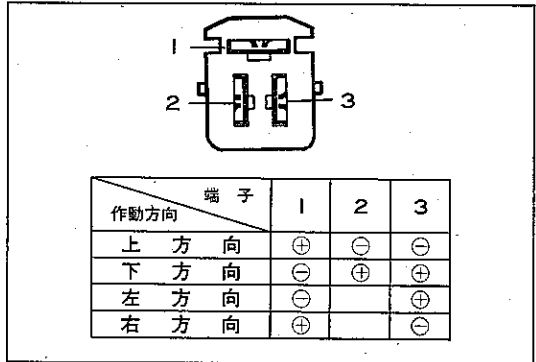 1
2
3
端子 1 2 3
作動方向
上方向 ⊕ ⊖ ⊖
下方向 ⊖ ⊕ ⊕
左方向 ⊖ ⊕
右方向 ⊕ ⊖